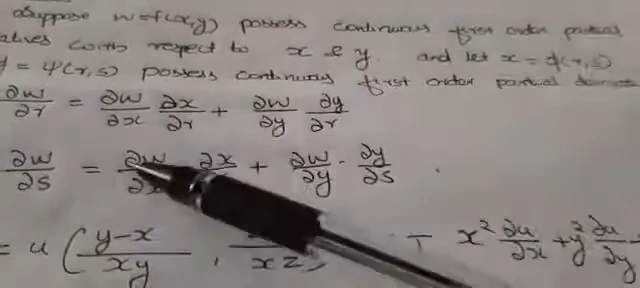 Suppose w = f(x,y) possess continuous first order partial
atives with respect to x & y. and let x = ϕ(r,s)
y = ψ(r,s) possess continuous first order partial
∂w/∂r = ∂w/∂x ∂x/∂r + ∂w/∂y ∂y/∂r
∂w/∂s = ∂w/∂x ∂x/∂s + ∂w/∂y · ∂y/∂s .
= u ( y-x/xy , /xz ) x² ∂u/∂x + y² ∂u/∂y